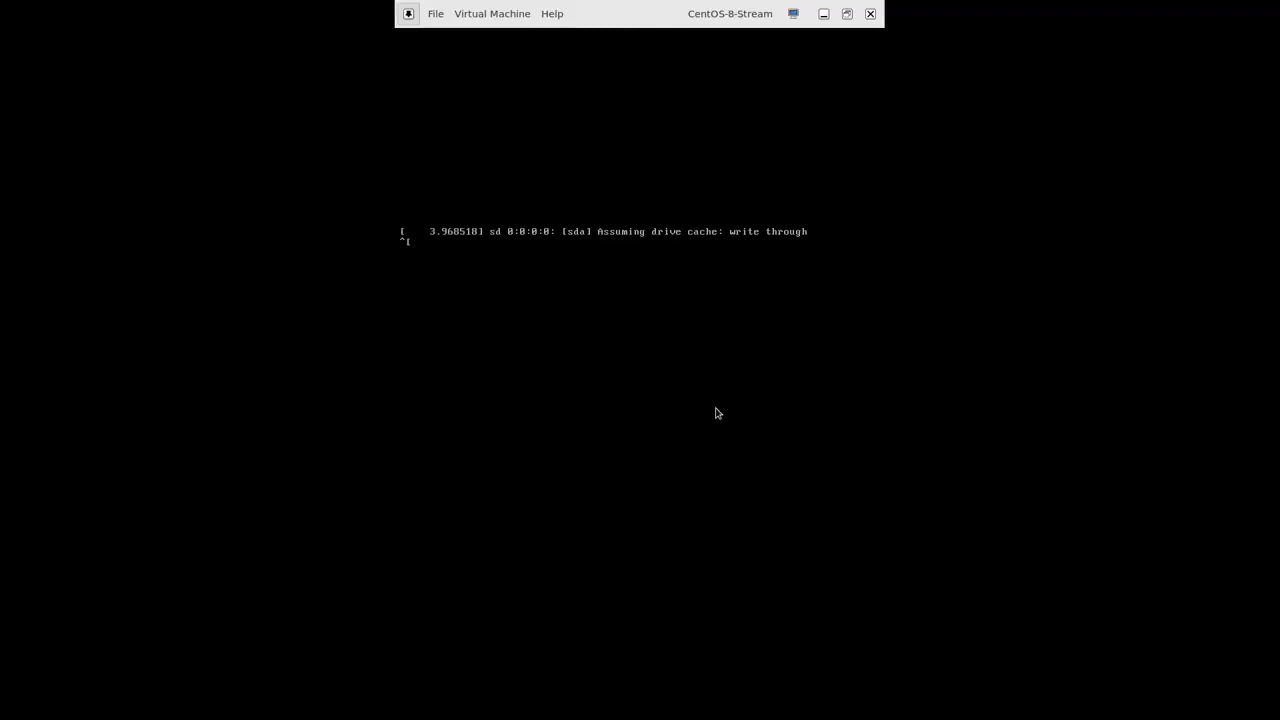 File Virtual Machine Help CentOS-8-Stream
[    3.968518] sd 0:0:0:0: [sda] Assuming drive cache: write through
^[